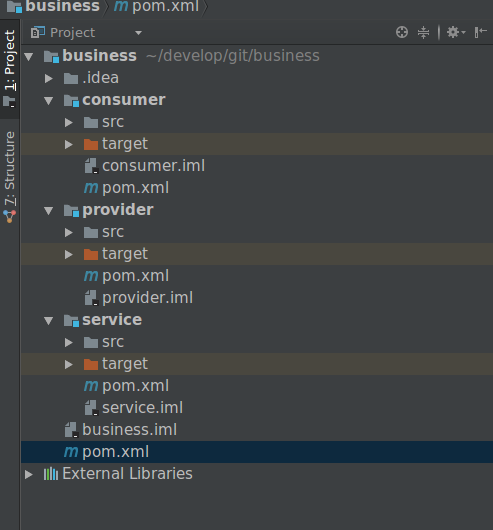 business pom.xml
1: Project
7: Structure
Project
business ~/develop/git/business
.idea
consumer
src
target
consumer.iml
pom.xml
provider
src
target
pom.xml
provider.iml
service
src
target
pom.xml
service.iml
business.iml
pom.xml
External Libraries